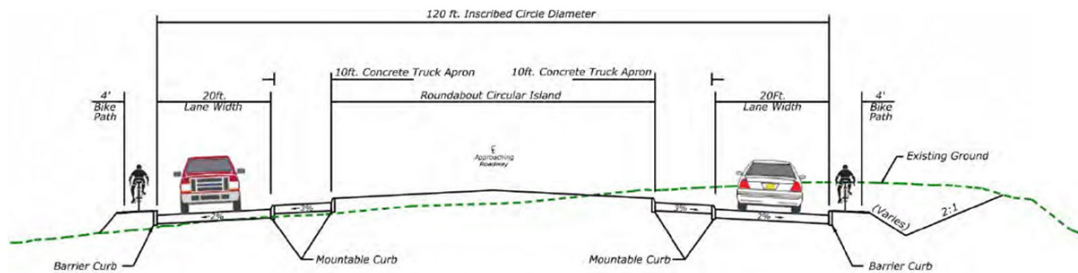 120 ft. Inscribed Circle Diameter
10ft. Concrete Truck Apron
10ft. Concrete Truck Apron
4'
Bike
Path
20ft.
Lane Width
Roundabout Circular Island
20Ft.
Lane Width
4'
Bike
Path
Approaching
Roadway
Existing Ground
2%
2%
2%
2%
(Varies)
2:1
Barrier Curb
Mountable Curb
Mountable Curb
Barrier Curb